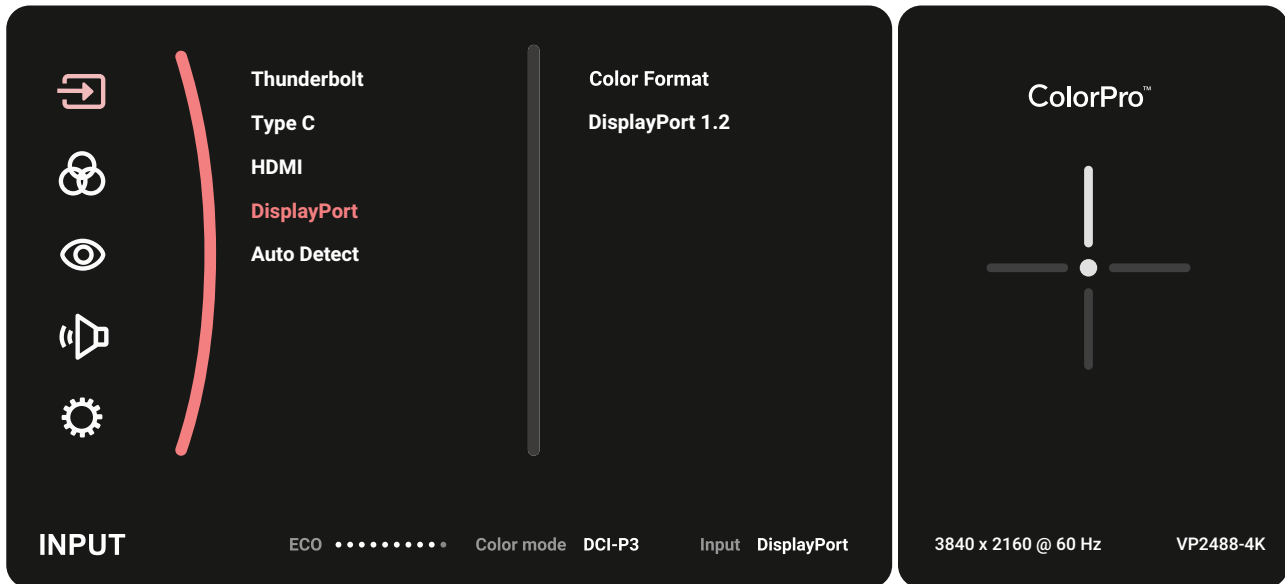 Thunderbolt
Type C
HDMI
DisplayPort
Auto Detect
Color Format
DisplayPort 1.2
INPUT
ECO
Color mode DCI-P3
Input DisplayPort
ColorPro™
3840 x 2160 @ 60 Hz
VP2488-4K